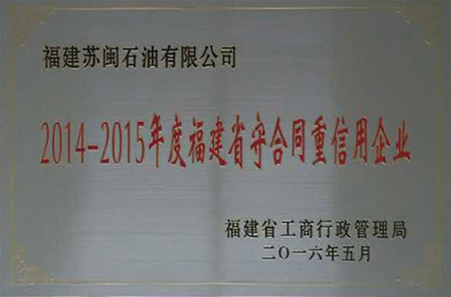 福建苏闽石油有限公司
2014-2015年度福建省守合同重信用企业
福建省工商行政管理局
二〇一六年五月